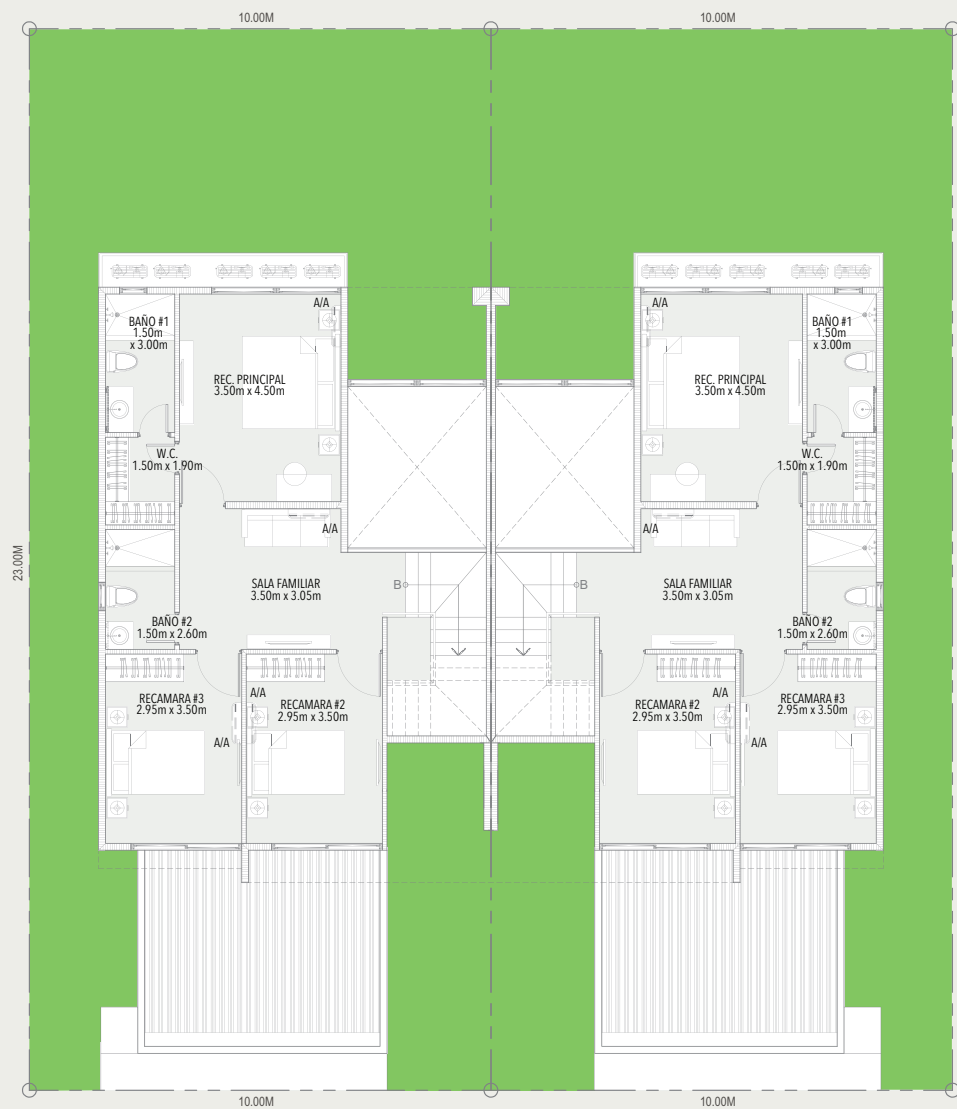 10.00M
10.00M
A/A
A/A
BAÑO #1
1.50m
x 3.00m
BAÑO #1
1.50m
x 3.00m
REC. PRINCIPAL
3.50m x 4.50m
REC. PRINCIPAL
3.50m x 4.50m
W.C.
1.50m x 1.90m
W.C.
1.50m x 1.90m
A/A
A/A
23.00M
SALA FAMILIAR
3.50m x 3.05m
B
B
SALA FAMILIAR
3.50m x 3.05m
BAÑO #2
1.50m x 2.60m
BAÑO #2
1.50m x 2.60m
A/A
A/A
RECAMARA #3
2.95m x 3.50m
RECAMARA #2
2.95m x 3.50m
RECAMARA #2
2.95m x 3.50m
RECAMARA #3
2.95m x 3.50m
A/A
A/A
10.00M
10.00M